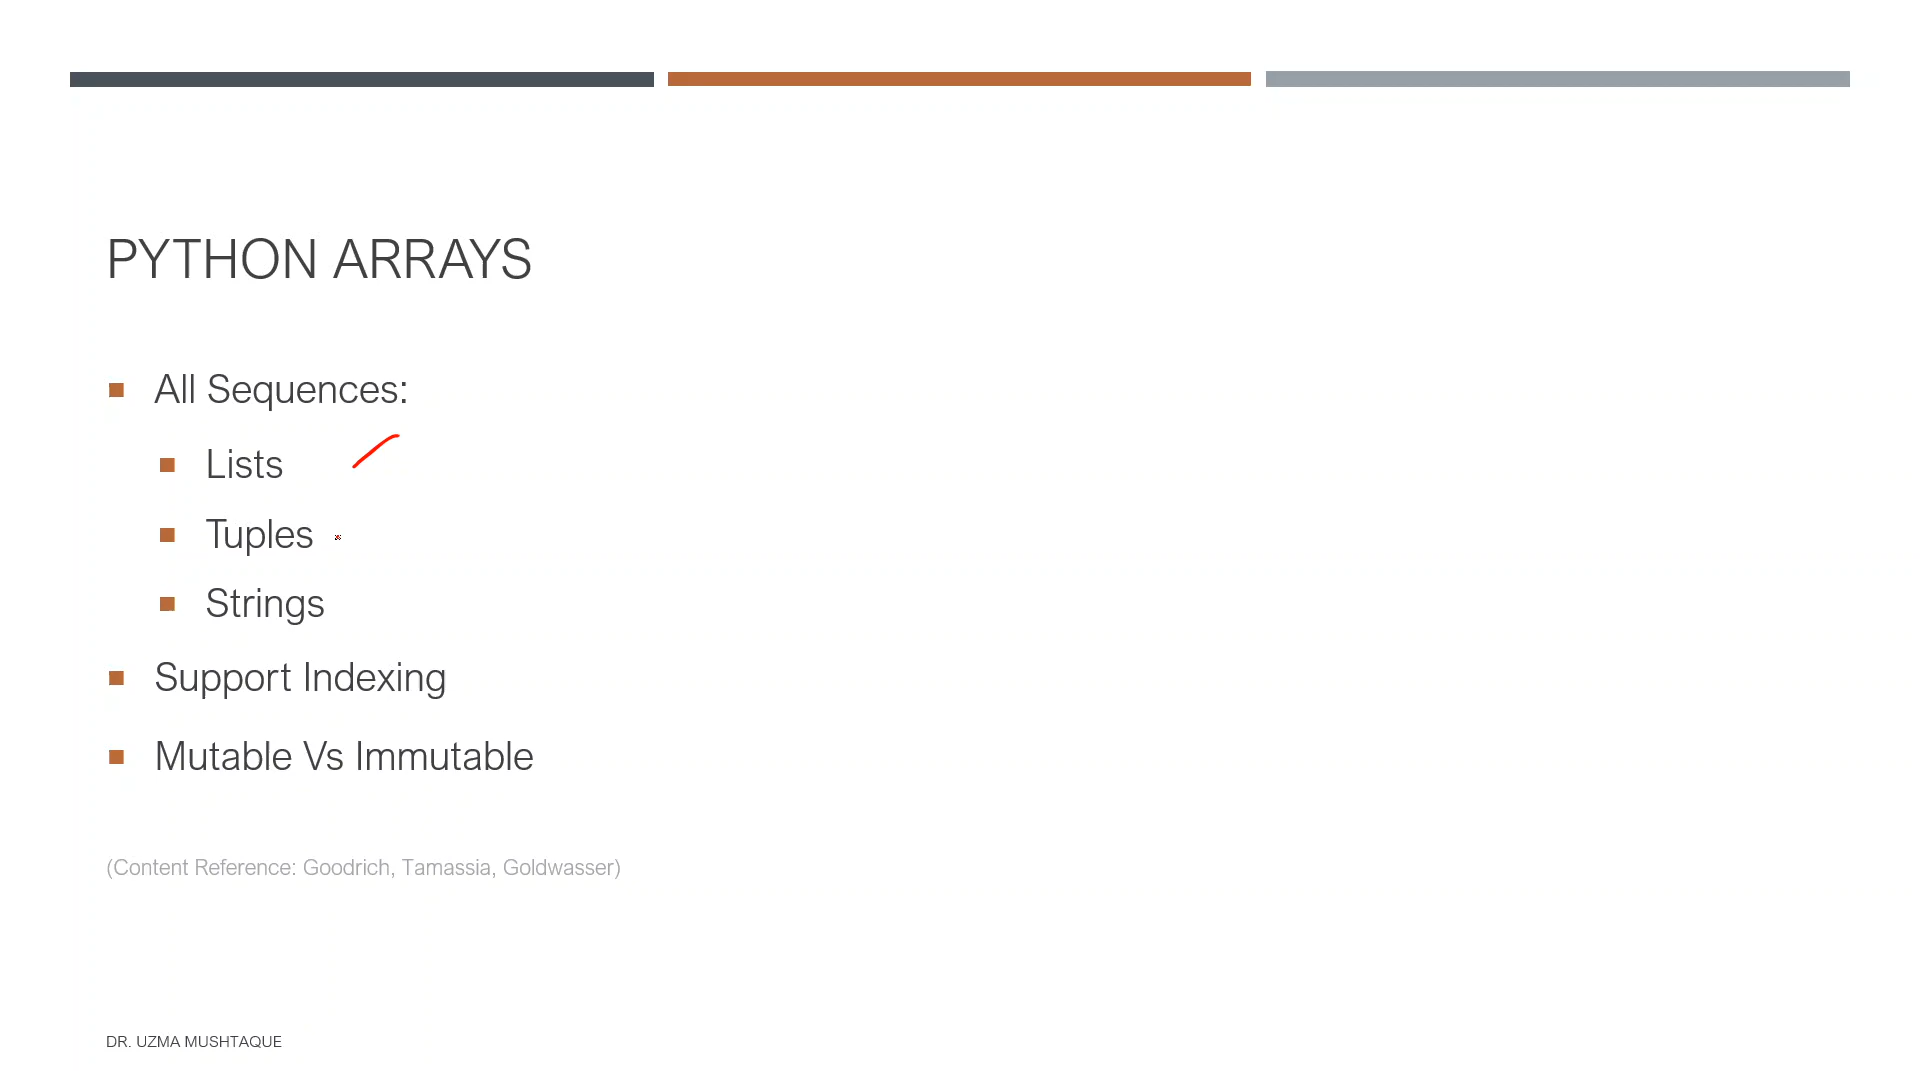 PYTHON ARRAYS
All Sequences:
Lists
Tuples
Strings
Support Indexing
Mutable Vs Immutable
(Content Reference: Goodrich, Tamassia, Goldwasser)
DR. UZMA MUSHTAQUE